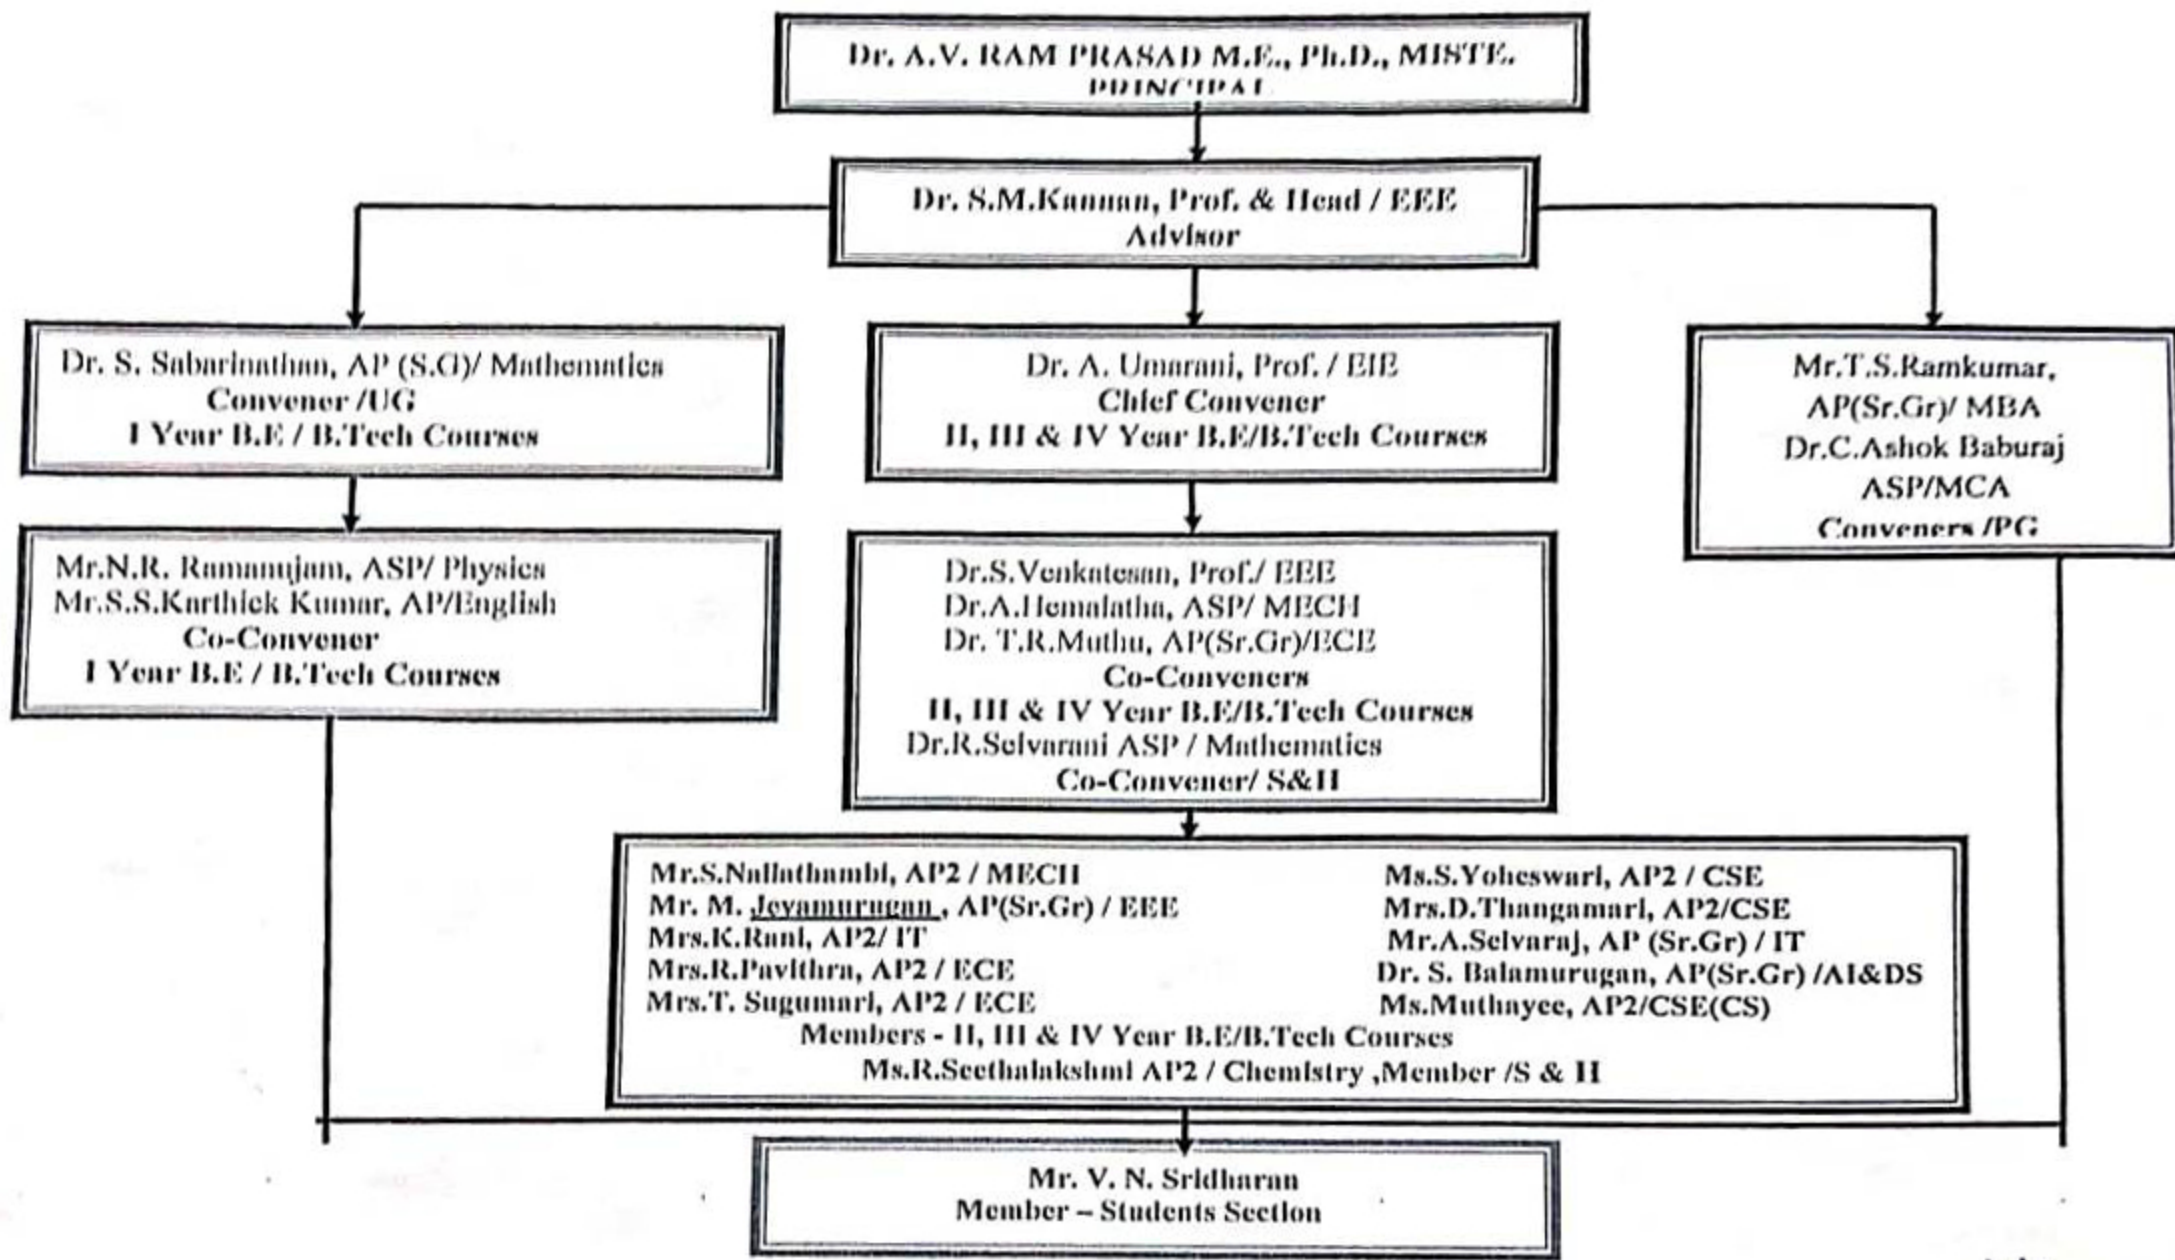 Dr. A.V. RAM PRASAD M.E., Ph.D., MISTE.
PRINCIPAL
Dr. S.M.Kannan, Prof. & Head / EEE
Advisor
Dr. S. Sabarinathan, AP (S.G)/ Mathematics
Convener /UG
I Year B.E / B.Tech Courses
Dr. A. Umarani, Prof. / EIE
Chief Convener
II, III & IV Year B.E/B.Tech Courses
Mr.T.S.Ramkumar,
AP(Sr.Gr)/ MBA
Dr.C.Ashok Baburaj
ASP/MCA
Conveners /PG
Mr.N.R. Ramanujam, ASP/ Physics
Mr.S.S.Karthick Kumar, AP/English
Co-Convener
I Year B.E / B.Tech Courses
Dr.S.Venkatesan, Prof./ EEE
Dr.A.Hemalatha, ASP/ MECH
Dr. T.R.Muthu, AP(Sr.Gr)/ECE
Co-Conveners
II, III & IV Year B.E/B.Tech Courses
Dr.R.Selvarani ASP / Mathematics
Co-Convener/ S&H
Mr.S.Nallathambi, AP2 / MECH
Mr. M. Jeyamurugan , AP(Sr.Gr) / EEE
Mrs.K.Rani, AP2/ IT
Mrs.R.Pavithra, AP2 / ECE
Mrs.T. Sugumari, AP2 / ECE
Ms.S.Yoheswari, AP2 / CSE
Mrs.D.Thangamari, AP2/CSE
Mr.A.Selvaraj, AP (Sr.Gr) / IT
Dr. S. Balamurugan, AP(Sr.Gr) /AI&DS
Ms.Muthayee, AP2/CSE(CS)
Members - II, III & IV Year B.E/B.Tech Courses
Ms.R.Seethalakshmi AP2 / Chemistry ,Member /S & H
Mr. V. N. Sridharan
Member – Students Section